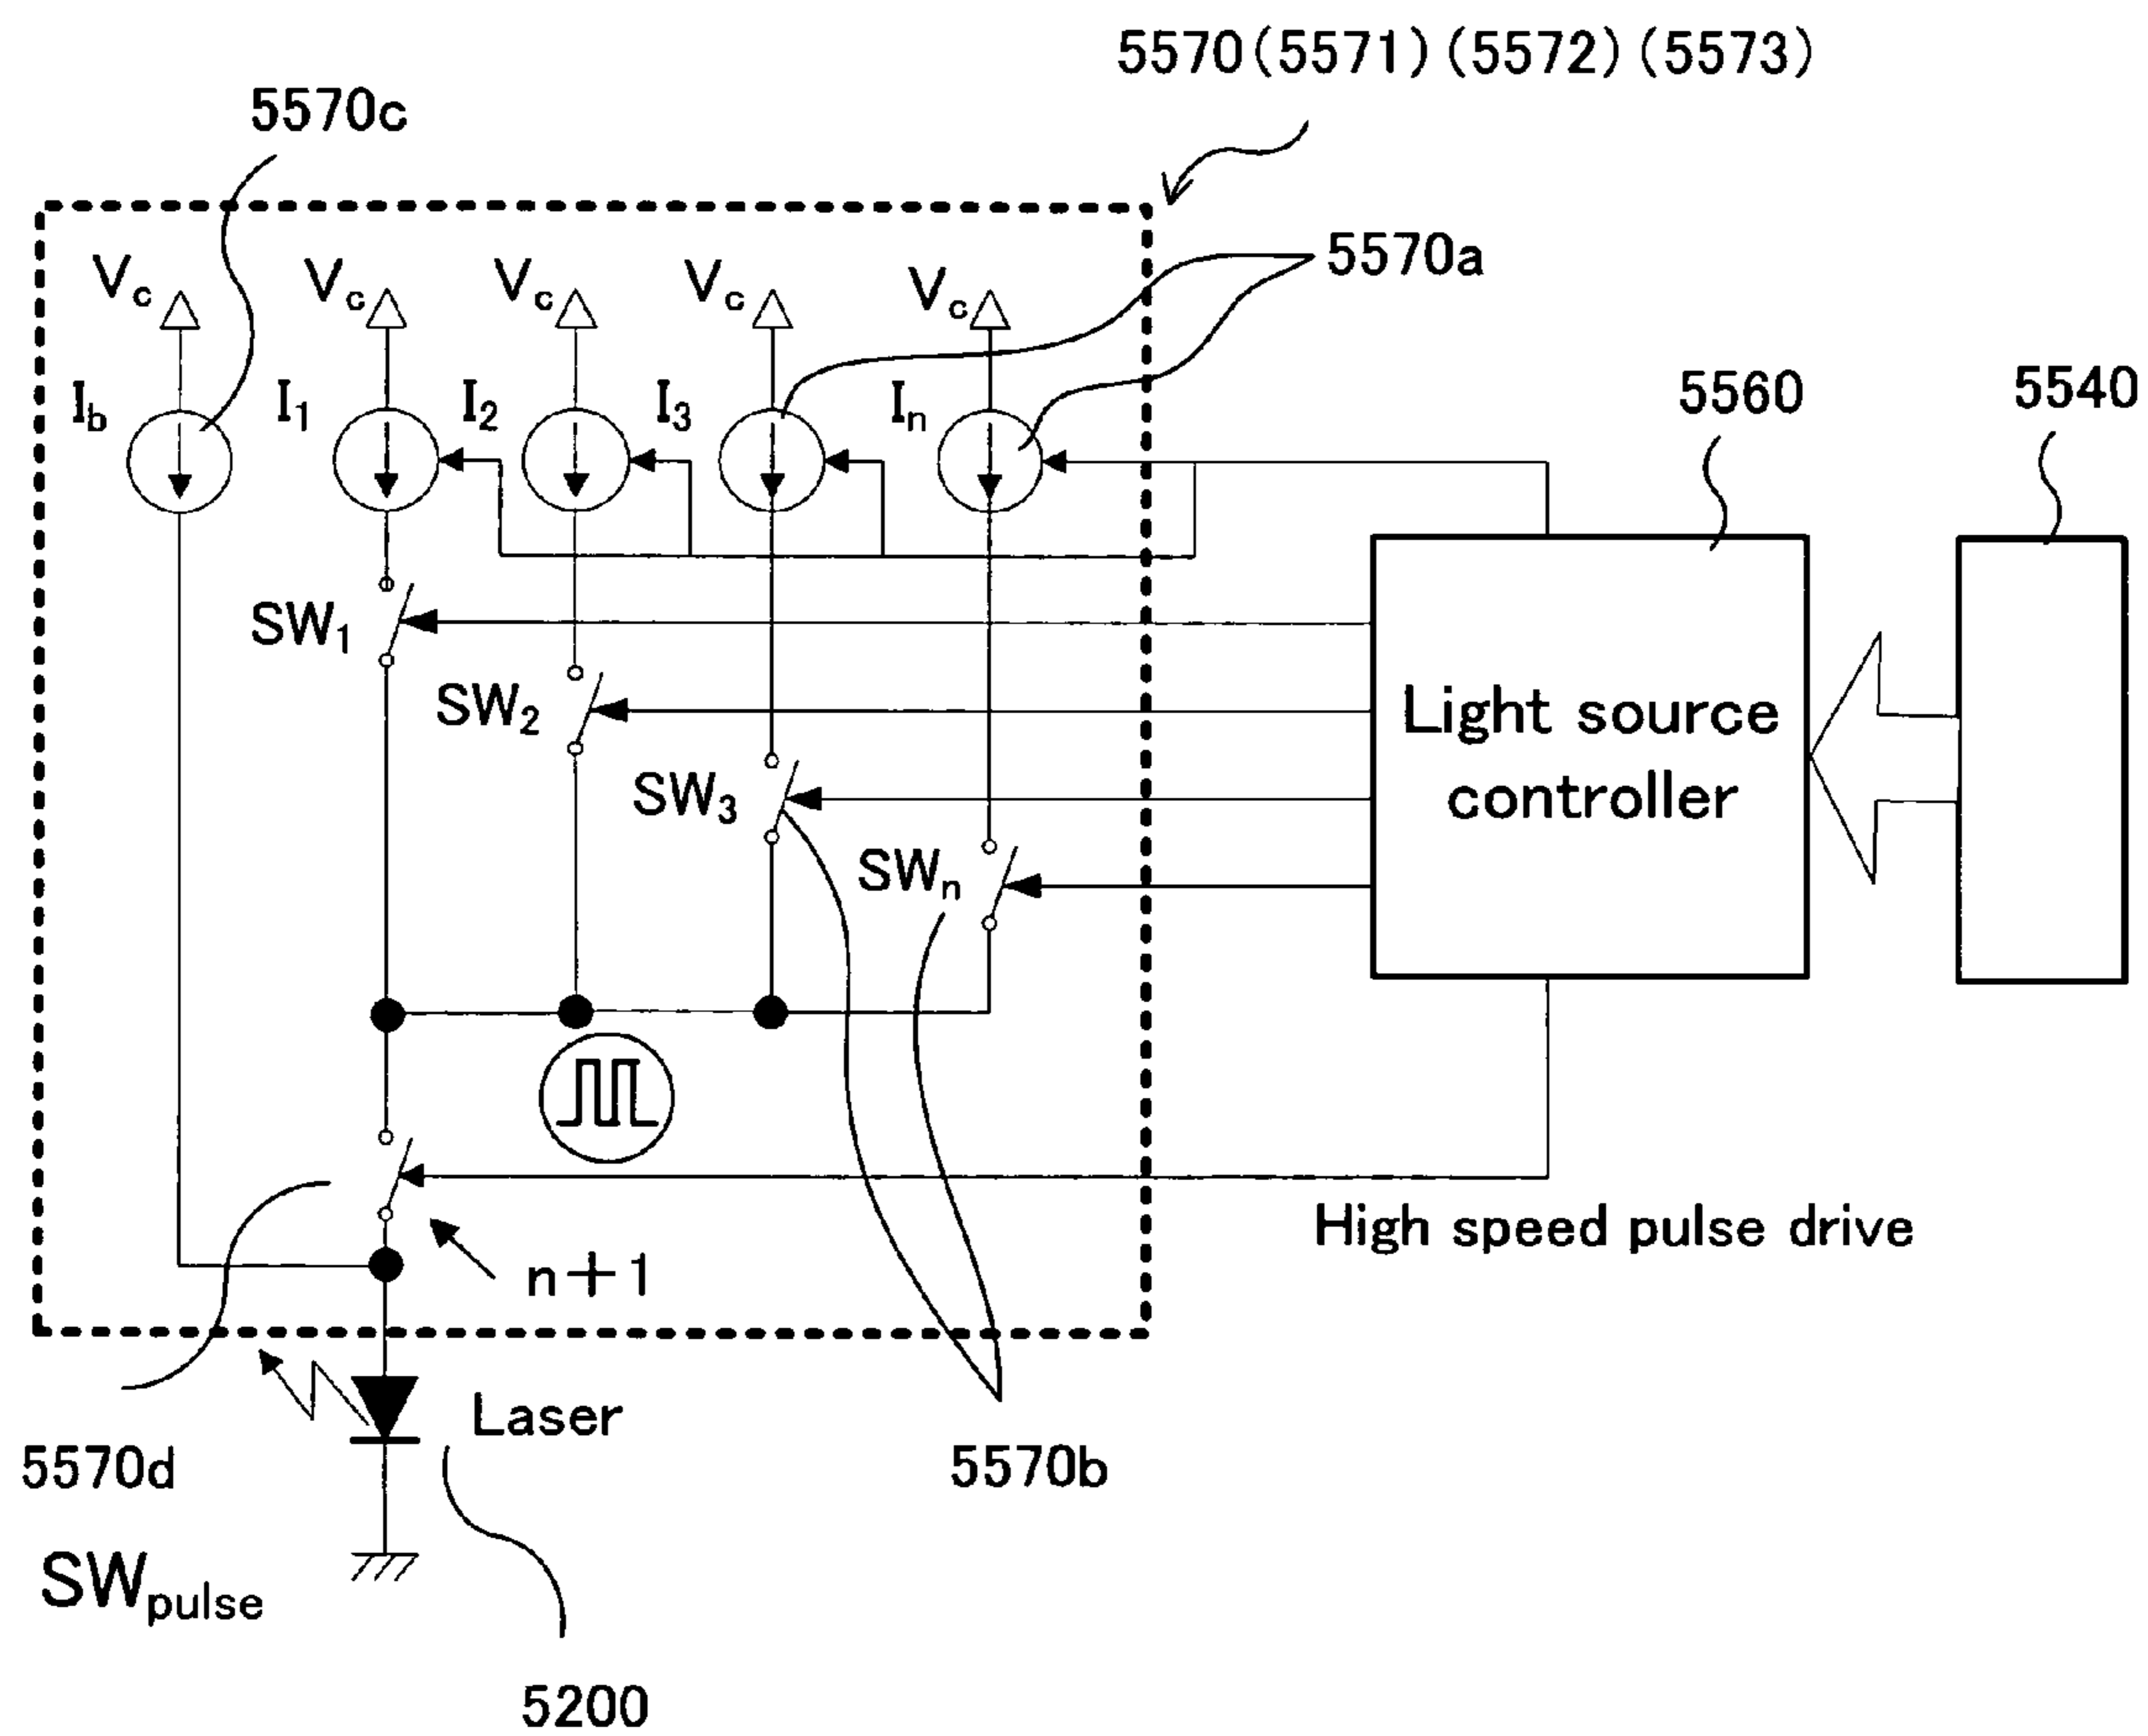 5570(5571)(5572)(5573)
5570c
5570a
Vc Vc Vc Vc Vc
Ib I1 I2 I3 In
5560 5540
SW1
SW2
SW3
SWn
Light source
controller
High speed pulse drive
n+1
Laser
5570d
5570b
SWpulse
5200